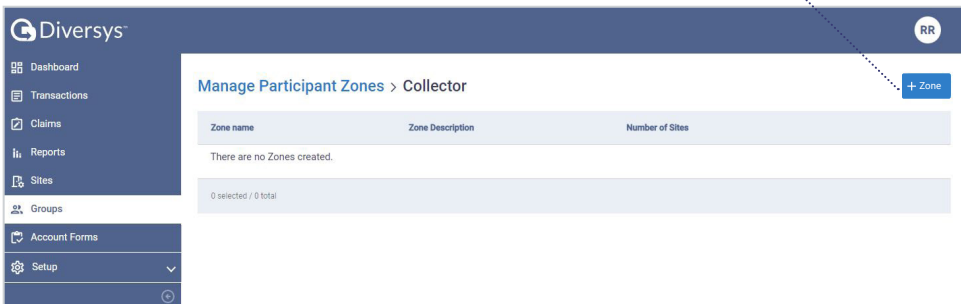 Diversys™
RR
Dashboard
Transactions
Claims
Reports
Sites
Groups
Account Forms
Setup
Manage Participant Zones > Collector
+ Zone
Zone name Zone Description Number of Sites
There are no Zones created.
0 selected / 0 total